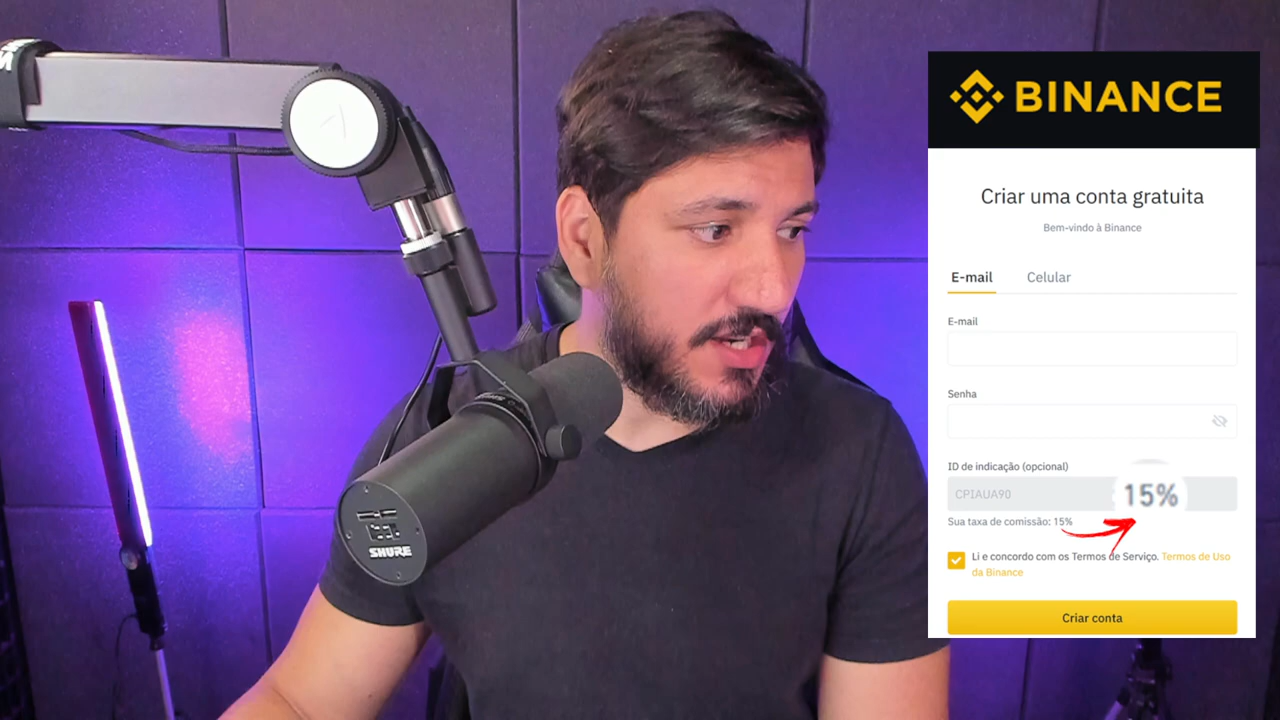 SHURE
BINANCE
Criar uma conta gratuita
Bem-vindo à Binance
E-mail Celular
E-mail
Senha
ID de indicação (opcional)
CPIAUA90 15%
Sua taxa de comissão: 15%
Li e concordo com os Termos de Serviço. Termos de Uso
da Binance
Criar conta